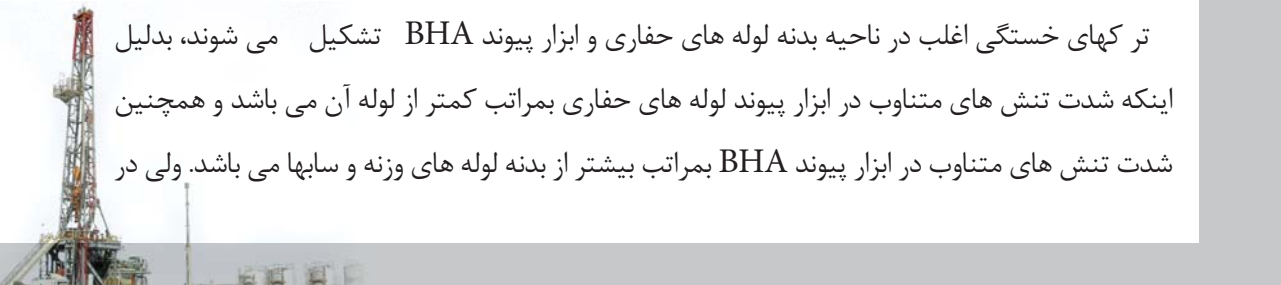 تر کهای خستگی اغلب در ناحیه بدنه لوله های حفاری و ابزار پیوند BHA تشکیل می شوند، بدلیل
اینکه شدت تنش های متناوب در ابزار پیوند لوله های حفاری بمراتب کمتر از لوله آن می باشد و همچنین
شدت تنش های متناوب در ابزار پیوند BHA بمراتب بیشتر از بدنه لوله های وزنه و سابها می باشد. ولی در